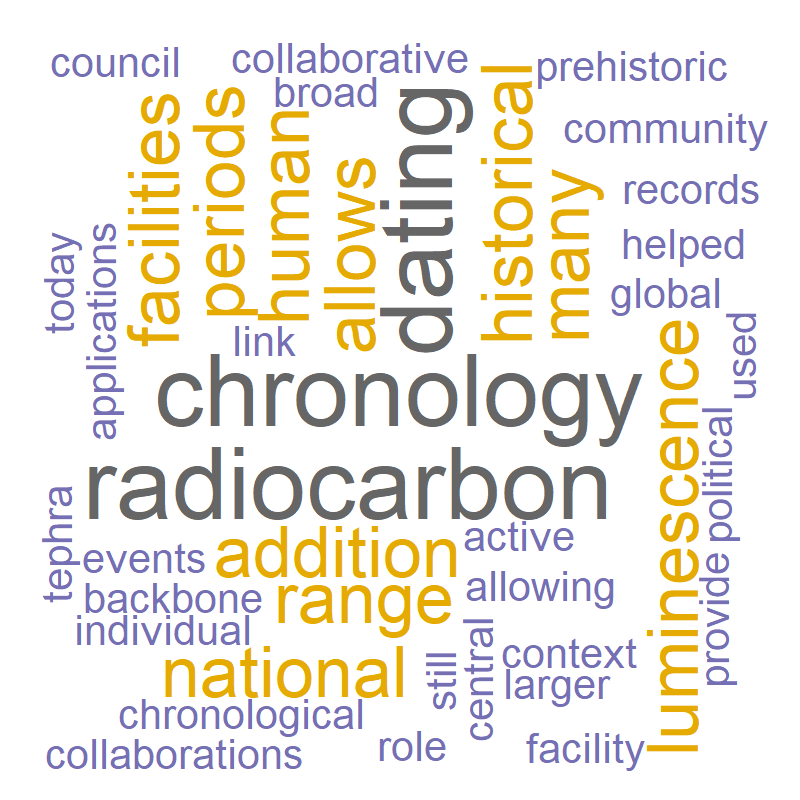 council
collaborative
prehistoric
broad
community
facilities
periods
human
allows
dating
historical
many
records
helped
global
today
applications
link
used
chronology
radiocarbon
luminescence
political
provide
tephra
events
addition
active
backbone
range
allowing
individual
national
still
central
context
larger
chronological
collaborations
role
facility